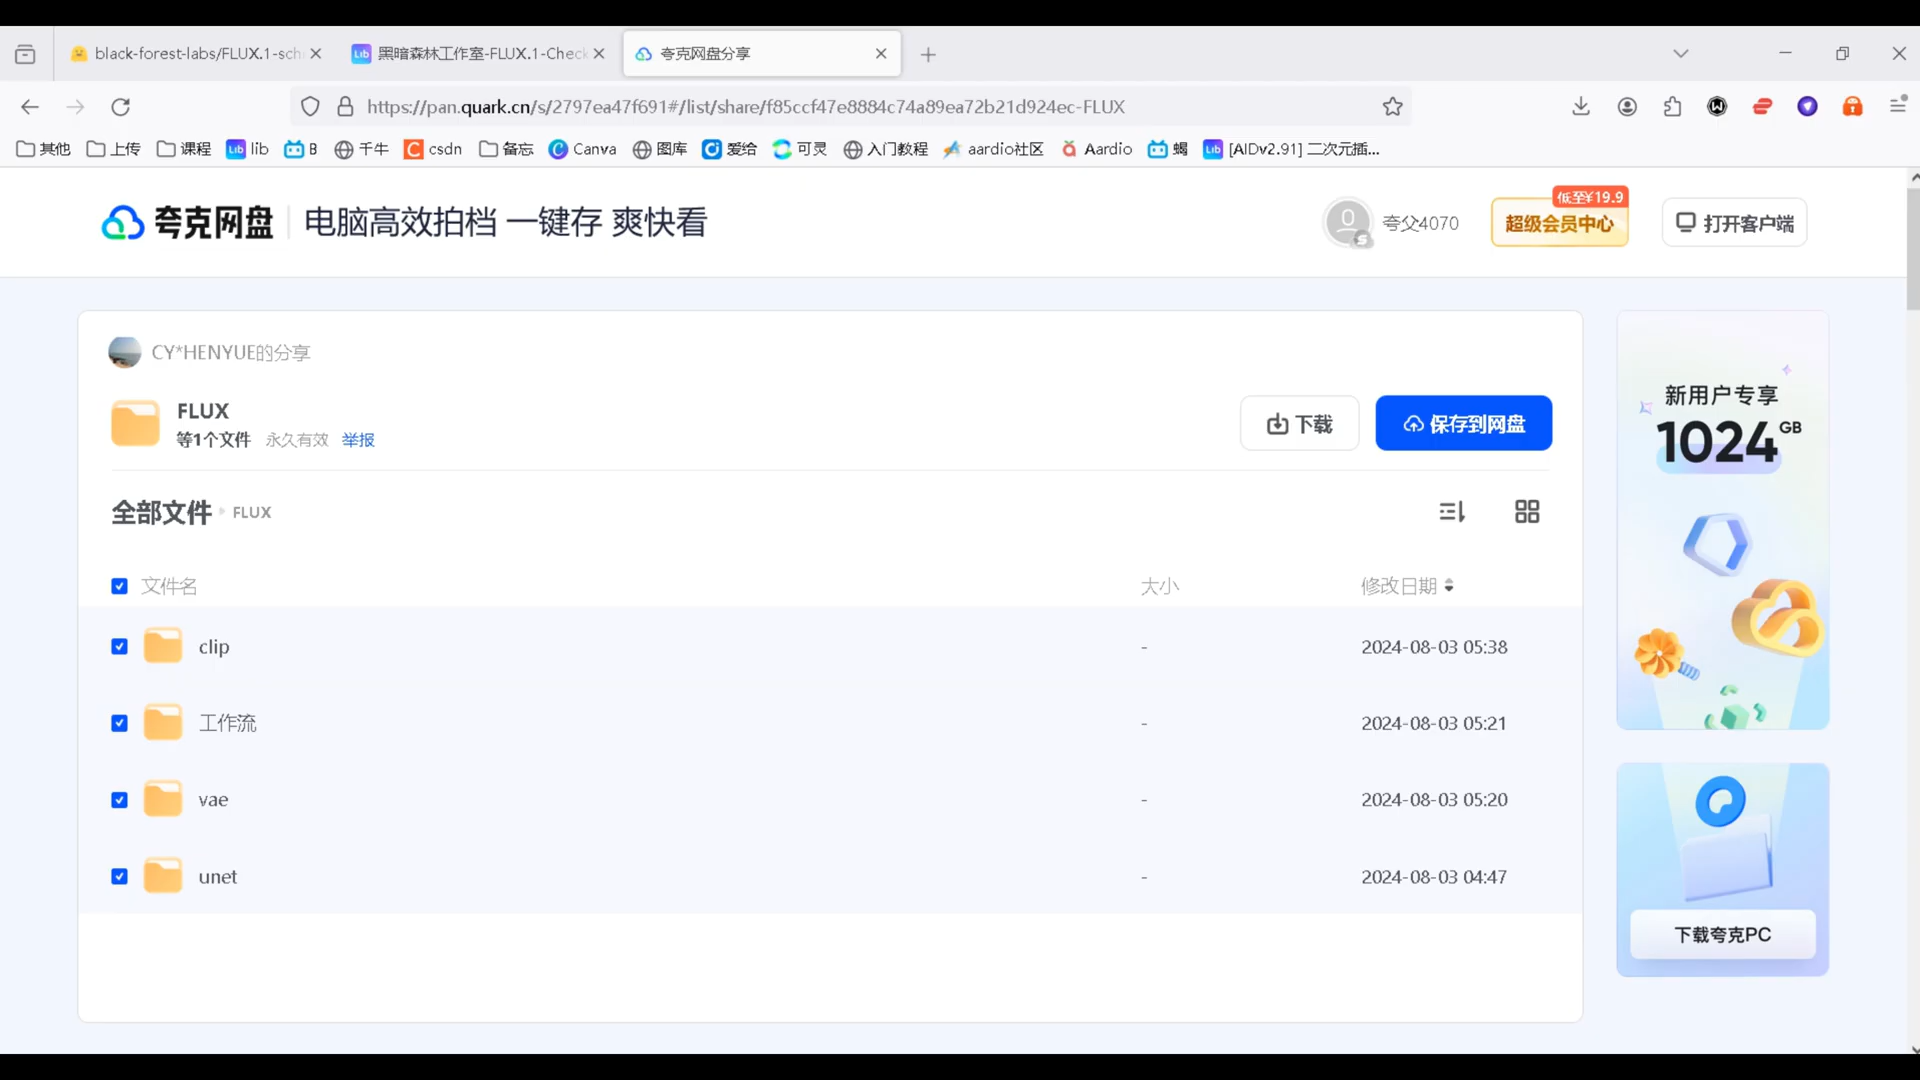 black-forest-labs/FLUX.1-sch
黑暗森林工作室-FLUX.1-Check
夸克网盘分享
https://pan.quark.cn/s/2797ea47f691#/list/share/f85ccf47e8884c74a89ea72b21d924ec-FLUX
其他 上传 课程 lib B 千牛 csdn 备忘 Canva 图库 爱给 可灵 入门教程 aardio社区 Aardio 蝎 [AIDv2.91] 二次元插...
夸克网盘 电脑高效拍档 一键存 爽快看
夸父4070
低至¥19.9
超级会员中心
打开客户端
CY*HENYUE的分享
FLUX
等1个文件 永久有效 举报
下载
保存到网盘
全部文件 FLUX
文件名 大小 修改日期
clip - 2024-08-03 05:38
工作流 - 2024-08-03 05:21
vae - 2024-08-03 05:20
unet - 2024-08-03 04:47
新用户专享
1024GB
下载夸克PC